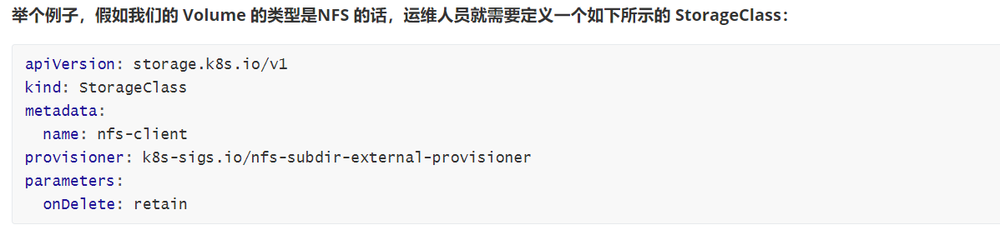 举个例子，假如我们的 Volume 的类型是NFS 的话，运维人员就需要定义一个如下所示的 StorageClass：
apiVersion: storage.k8s.io/v1
kind: StorageClass
metadata:
  name: nfs-client
provisioner: k8s-sigs.io/nfs-subdir-external-provisioner
parameters:
  onDelete: retain